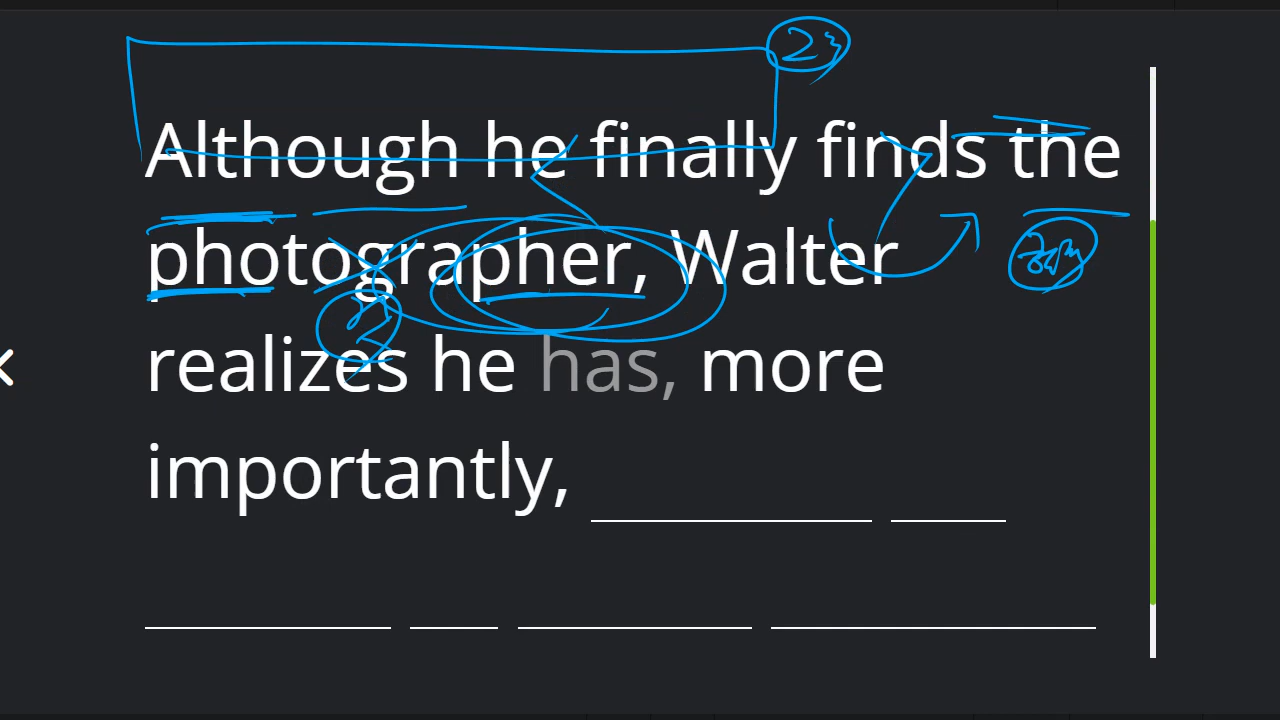 Although he finally finds the
photographer, Walter
realizes he has, more
importantly,